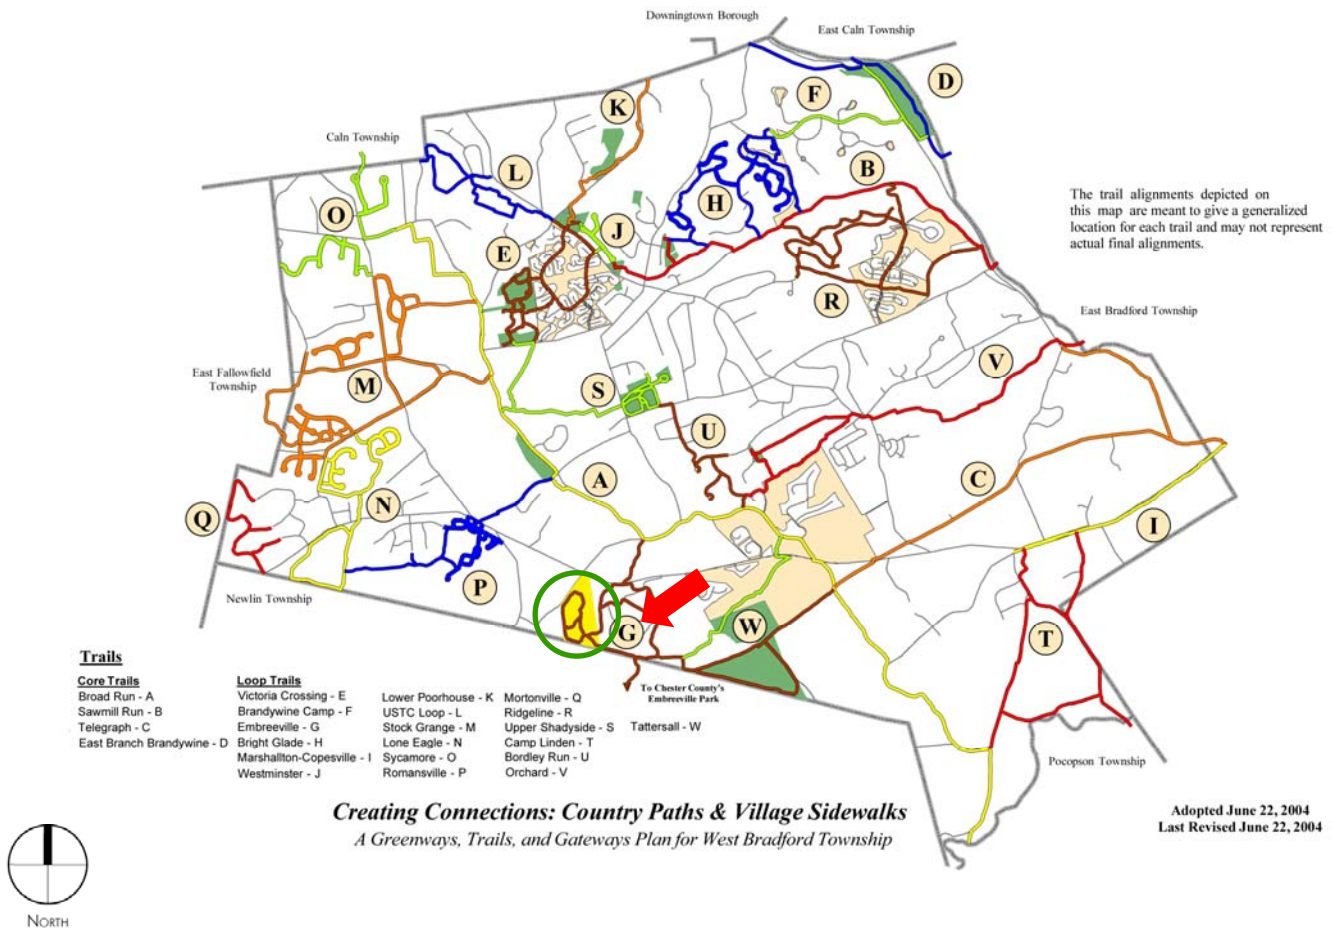 Downingtown Borough
East Caln Township
K
F
D
Caln Township
L
B
H
O
J
E
R
The trail alignments depicted on
this map are meant to give a generalized
location for each trail and may not represent
actual final alignments.
East Bradford Township
East Fallowfield
Township
M
S
V
U
A
C
Q
N
I
P
Newlin Township
G
W
T
To Chester County's
Embreeville Park
Trails
Core Trails
Broad Run - A
Sawmill Run - B
Telegraph - C
East Branch Brandywine - D
Loop Trails
Victoria Crossing - E
Brandywine Camp - F
Embreeville - G
Bright Glade - H
Marshallton-Copesville - I
Westminster - J
Lower Poorhouse - K
USTC Loop - L
Stock Grange - M
Lone Eagle - N
Sycamore - O
Romansville - P
Mortonville - Q
Ridgeline - R
Upper Shadyside - S
Camp Linden - T
Bordley Run - U
Orchard - V
Tattersall - W
Pocopson Township
Creating Connections: Country Paths & Village Sidewalks
A Greenways, Trails, and Gateways Plan for West Bradford Township
Adopted June 22, 2004
Last Revised June 22, 2004
NORTH